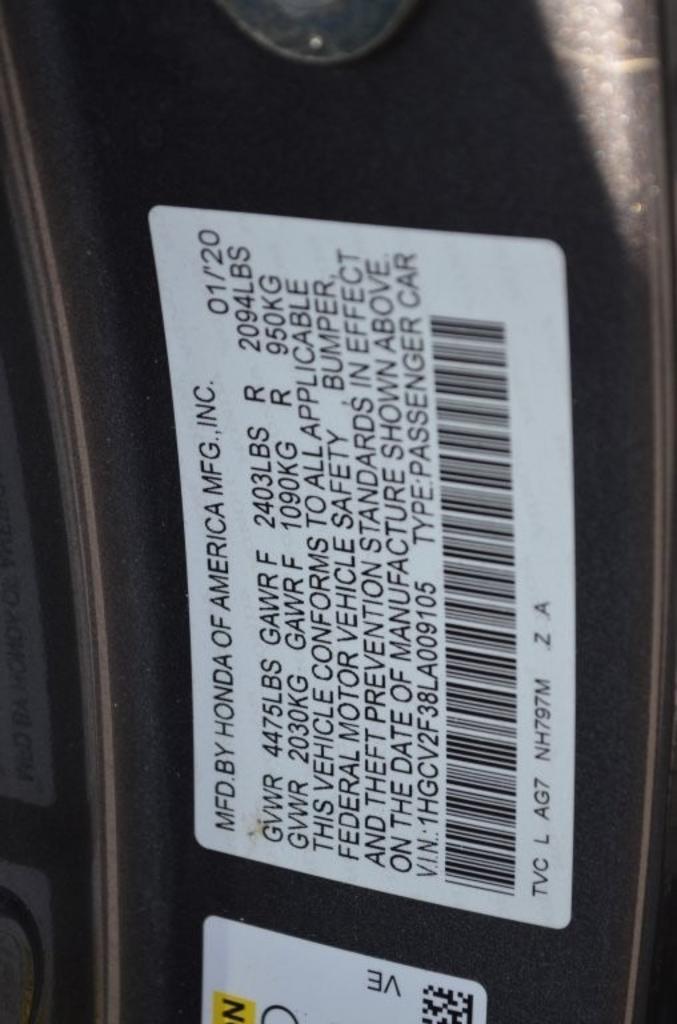 MFD.BY HONDA OF AMERICA MFG.,INC. 01/'20
GVWR 4475LBS GAWR F 2403LBS R 2094LBS
GVWR 2030KG GAWR F 1090KG R 950KG
THIS VEHICLE CONFORMS TO ALL APPLICABLE
FEDERAL MOTOR VEHICLE SAFETY BUMPER,
AND THEFT PREVENTION STANDARDS IN EFFECT
ON THE DATE OF MANUFACTURE SHOWN ABOVE.
V.I.N.:1HGCV2F38LA009105 TYPE:PASSENGER CAR
TVC L AG7 NH797M Z A
VE